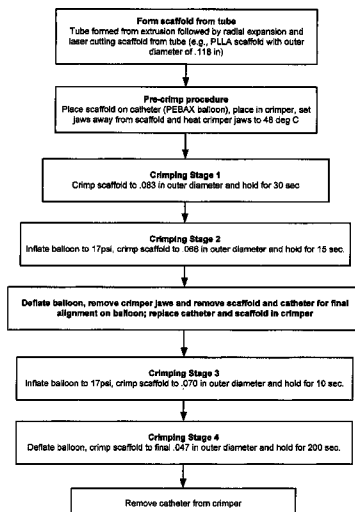 Form scaffold from tube
Tube formed from extrusion followed by radial expansion and
laser cutting scaffold from tube (e.g., PLLA scaffold with outer
diameter of .118 in)
Pre-crimp procedure
Place scaffold on catheter (PEBAX balloon), place in crimper, set
jaws away from scaffold and heat crimper jaws to 48 deg C
Crimping Stage 1
Crimp scaffold to .083 in outer diameter and hold for 30 sec
Crimping Stage 2
Inflate balloon to 17psi, crimp scaffold to .068 in outer diameter and hold for 15 sec.
Deflate balloon, remove crimper jaws and remove scaffold and catheter for final
alignment on balloon; replace catheter and scaffold in crimper
Crimping Stage 3
Inflate balloon to 17psi, crimp scaffold to .070 in outer diameter and hold for 10 sec.
Crimping Stage 4
Deflate balloon, crimp scaffold to final .047 in outer diameter and hold for 200 sec.
Remove catheter from crimper